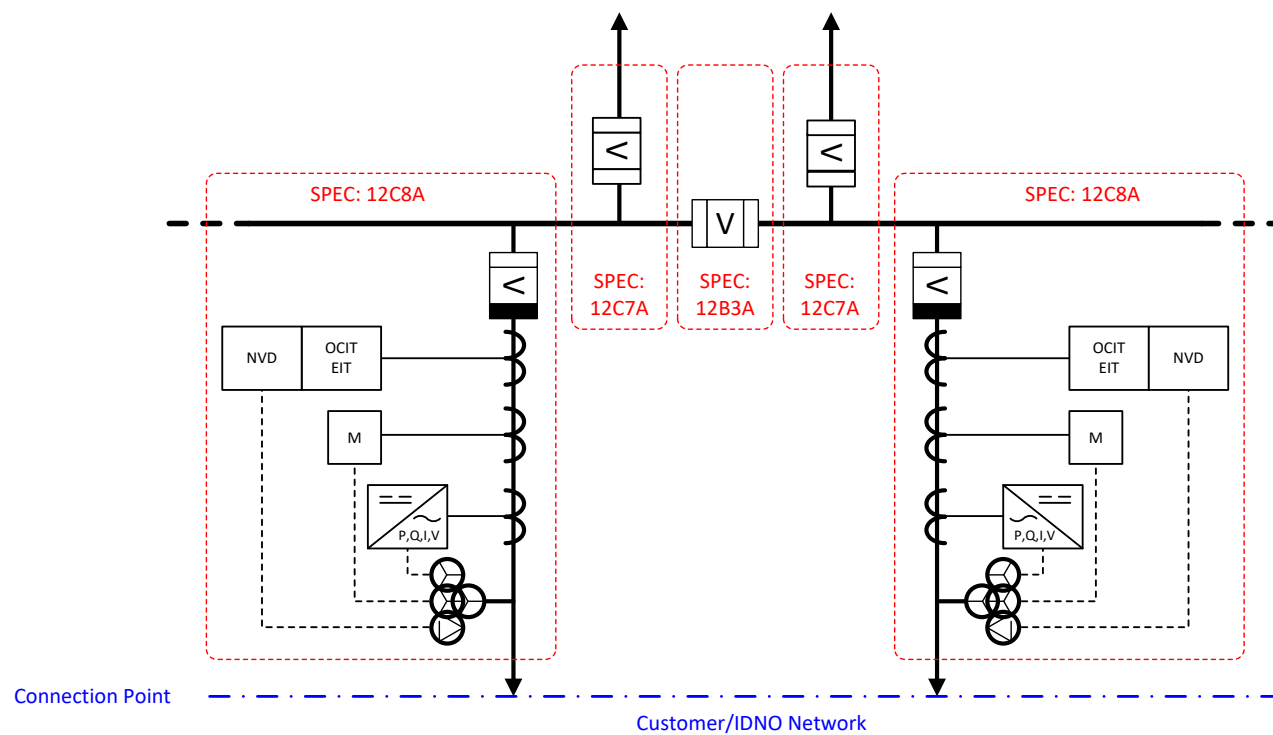 <
<
SPEC: 12C8A
SPEC: 12C8A
V
<
SPEC:
12C7A
SPEC:
12B3A
SPEC:
12C7A
<
NVD
OCIT
EIT
OCIT
EIT
NVD
M
M
P,Q,I,V
P,Q,I,V
Connection Point
Customer/IDNO Network